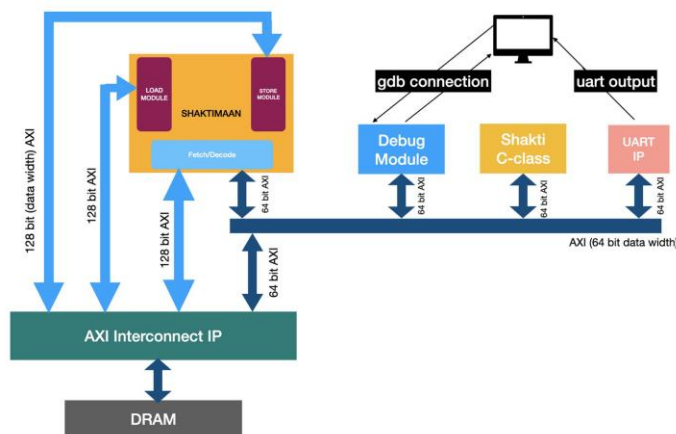 LOAD
MODULE
STORE
MODULE
SHAKTIMAAN
Fetch/Decode
128 bit (data width) AXI
128 bit AXI
128 bit AXI
64 bit AXI
64 bit AXI
gdb connection
uart output
Debug
Module
Shakti
C-class
UART
IP
64 bit AXI
64 bit AXI
64 bit AXI
AXI (64 bit data width)
AXI Interconnect IP
DRAM